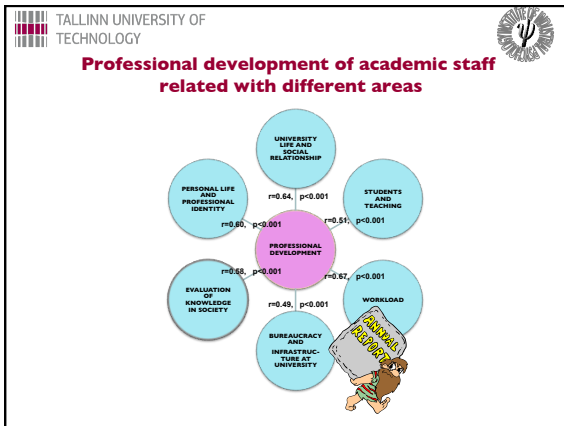 TALLINN UNIVERSITY OF
TECHNOLOGY
Professional development of academic staff
related with different areas
UNIVERSITY
LIFE AND
SOCIAL
RELATIONSHIP
PERSONAL LIFE
AND
PROFESSIONAL
IDENTITY
STUDENTS
AND
TEACHING
r=0.64, p<0.001
r=0.60, p<0.001
r=0.51, p<0.001
PROFESSIONAL
DEVELOPMENT
r=0.58, p<0.001
r=0.67, p<0.001
EVALUATION
OF
KNOWLEDGE
IN SOCIETY
WORKLOAD
r=0.49, p<0.001
BUREAUCRACY
AND
INFRASTRUC-
TURE AT
UNIVERSITY
ANNUAL
REPORT